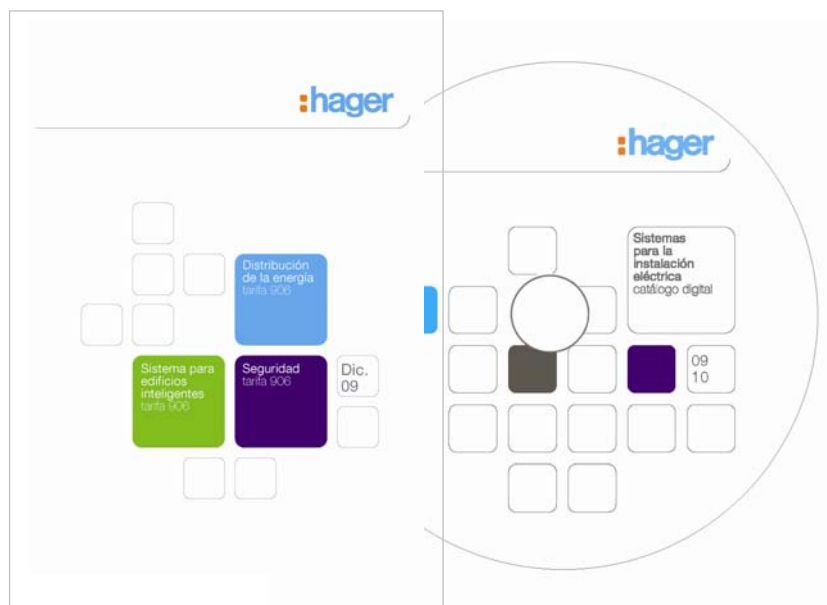 :hager
Distribución
de la energía
tarifa 906
Sistema para
edificios
inteligentes
tarifa 906
Seguridad
tarifa 906
Dic.
09
:hager
Sistemas
para la
instalación
eléctrica
catálogo digital
09
10